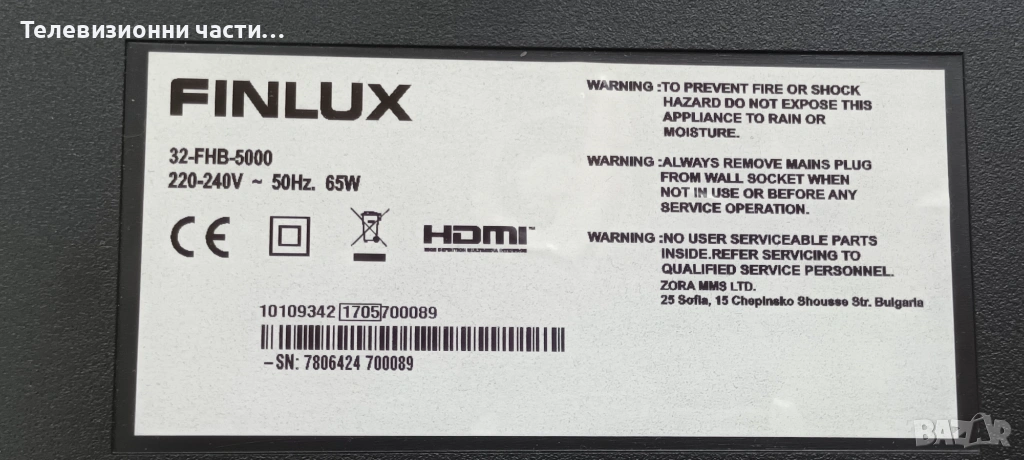 Телевизионни части...
FINLUX
32-FHB-5000
220-240V ~ 50Hz. 65W
CE
HDMI
10109342 1705 700089
-SN: 7806424 700089
WARNING :TO PREVENT FIRE OR SHOCK
HAZARD DO NOT EXPOSE THIS
APPLIANCE TO RAIN OR
MOISTURE.
WARNING :ALWAYS REMOVE MAINS PLUG
FROM WALL SOCKET WHEN
NOT IN USE OR BEFORE ANY
SERVICE OPERATION.
WARNING :NO USER SERVICEABLE PARTS
INSIDE.REFER SERVICING TO
QUALIFIED SERVICE PERSONNEL.
ZORA MMS LTD.
25 Sofia, 15 Chepinsko Shousse Str. Bulgaria
BAZAR